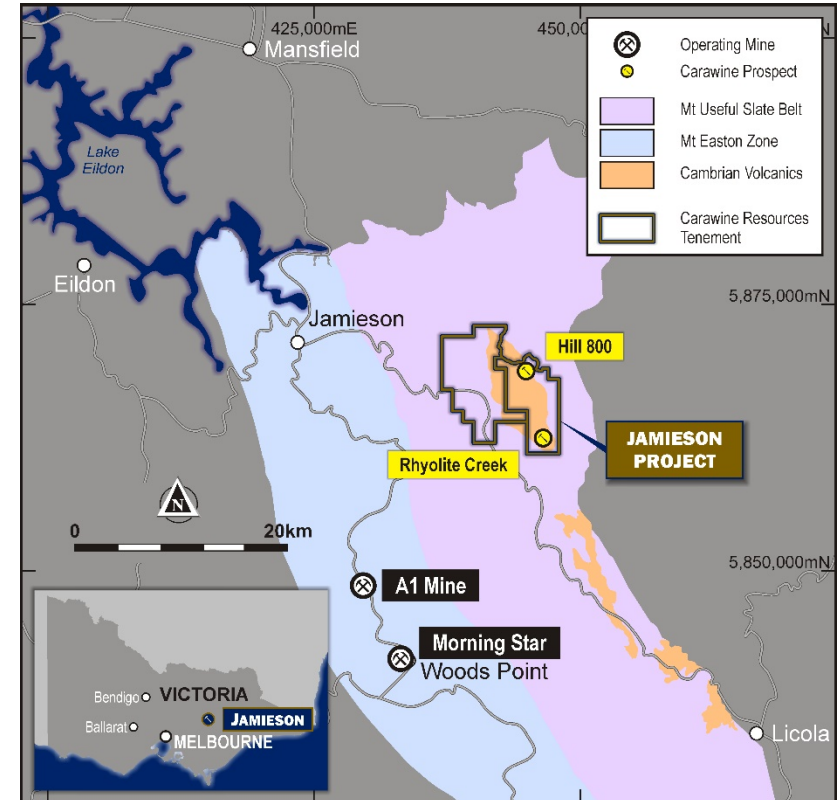 425,000mE
450,000mE
Mansfield
Operating Mine
Carawine Prospect
Mt Useful Slate Belt
Mt Easton Zone
Cambrian Volcanics
Carawine Resources
Tenement
Lake
Eildon
Eildon
5,875,000mN
Jamieson
Hill 800
JAMIESON
PROJECT
Rhyolite Creek
N
0 20km
5,850,000mN
A1 Mine
Morning Star
Woods Point
Licola
Bendigo
VICTORIA
Ballarat
JAMIESON
MELBOURNE